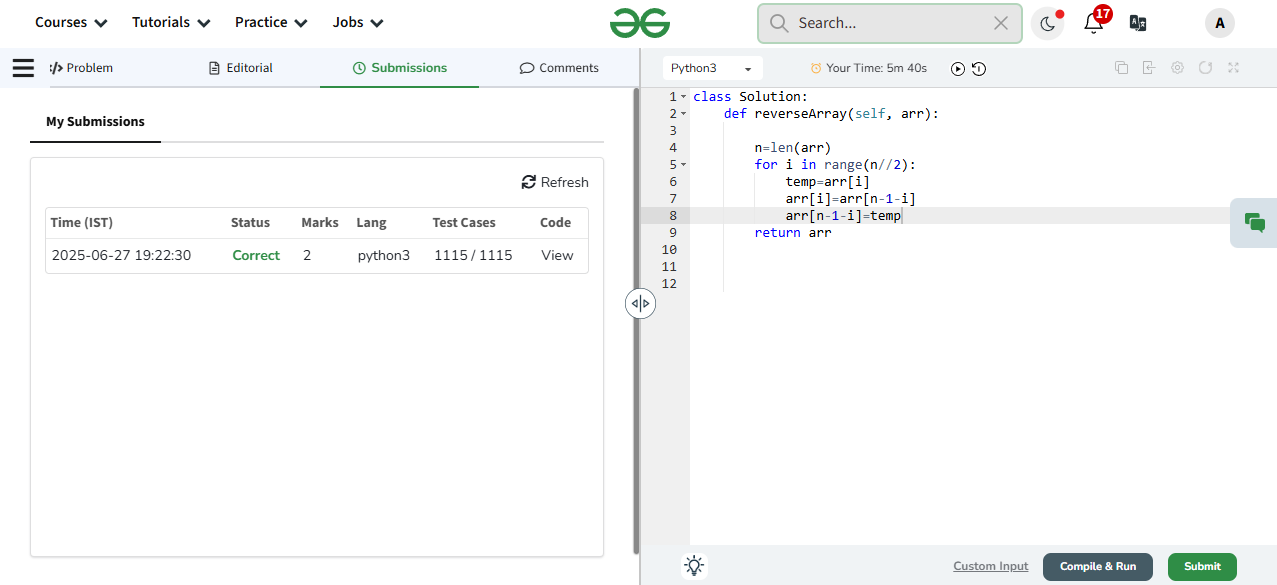 Courses Tutorials Practice Jobs Search... 17 A
</> Problem Editorial Submissions Comments Python3 Your Time: 5m 40s
My Submissions
Refresh
Time (IST) Status Marks Lang Test Cases Code
2025-06-27 19:22:30 Correct 2 python3 1115 / 1115 View
1 class Solution:
2 def reverseArray(self, arr):
3
4 n=len(arr)
5 for i in range(n//2):
6 temp=arr[i]
7 arr[i]=arr[n-1-i]
8 arr[n-1-i]=temp
9 return arr
10
11
12
Custom Input Compile & Run Submit